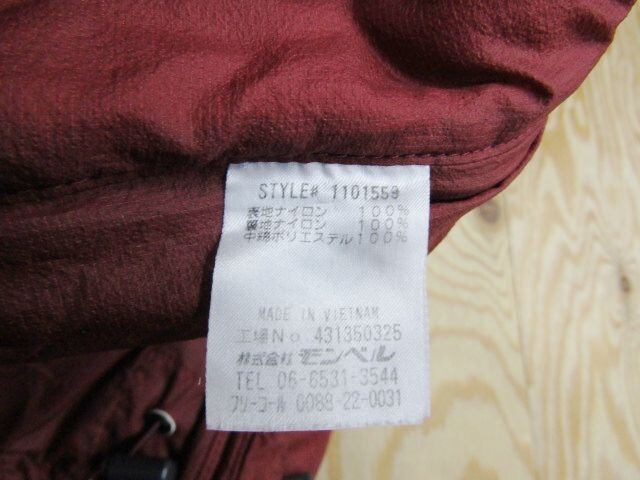 STYLE# 1101559
表地ナイロン 100%
裏地ナイロン 100%
中綿ポリエステル100%
MADE IN VIETNAM
工場No. 431350325
株式会社 モンベル
TEL. 06-6531-3544
フリーコール 0088-22-0031